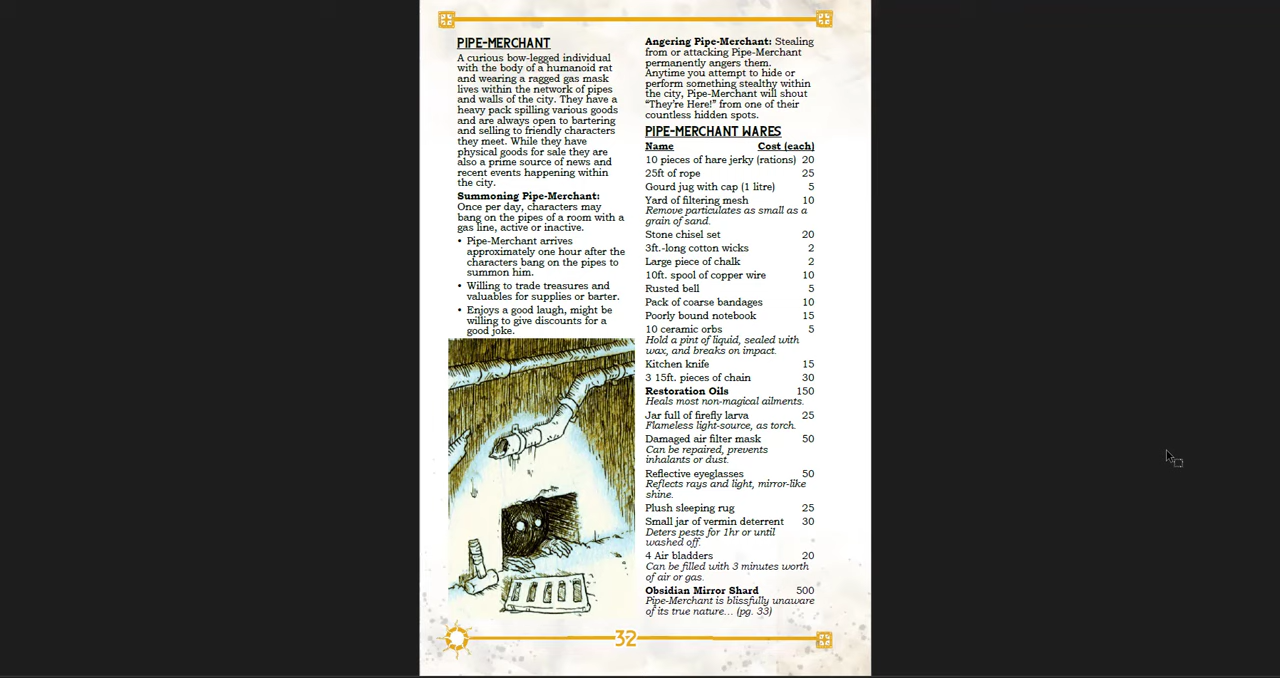 PIPE-MERCHANT
A curious bow-legged individual
with the body of a humanoid rat
and wearing a ragged gas mask
lives within the network of pipes
and walls of the city. They have a
heavy pack spilling various goods
and are always open to bartering
and selling to friendly characters
they meet. While they have
physical goods for sale they are
also a prime source of news and
recent events happening within
the city.
Summoning Pipe-Merchant:
Once per day, characters may
bang on the pipes of a room with a
gas line, active or inactive.
• Pipe-Merchant arrives
approximately one hour after the
characters bang on the pipes to
summon him.
• Willing to trade treasures and
valuables for supplies or barter.
• Enjoys a good laugh, might be
willing to give discounts for a
good joke.
Angering Pipe-Merchant: Stealing
from or attacking Pipe-Merchant
permanently angers them.
Anytime you attempt to hide or
perform something stealthy within
the city, Pipe-Merchant will shout
“They’re Here!” from one of their
countless hidden spots.
PIPE-MERCHANT WARES
Name Cost (each)
10 pieces of hare jerky (rations) 20
25ft of rope 25
Gourd jug with cap (1 litre) 5
Yard of filtering mesh 10
Remove particulates as small as a
grain of sand.
Stone chisel set 20
3ft.-long cotton wicks 2
Large piece of chalk 2
10ft. spool of copper wire 10
Rusted bell 5
Pack of coarse bandages 10
Poorly bound notebook 15
10 ceramic orbs 5
Hold a pint of liquid, sealed with
wax, and breaks on impact.
Kitchen knife 15
3 15ft. pieces of chain 30
Restoration Oils 150
Heals most non-magical ailments.
Jar full of firefly larva 25
Flameless light-source, as torch.
Damaged air filter mask 50
Can be repaired, prevents
inhalants or dust.
Reflective eyeglasses 50
Reflects rays and light, mirror-like
shine.
Plush sleeping rug 25
Small jar of vermin deterrent 30
Deters pests for 1hr or until
washed off.
4 Air bladders 20
Can be filled with 3 minutes worth
of air or gas.
Obsidian Mirror Shard 500
Pipe-Merchant is blissfully unaware
of its true nature... (pg. 33)
32